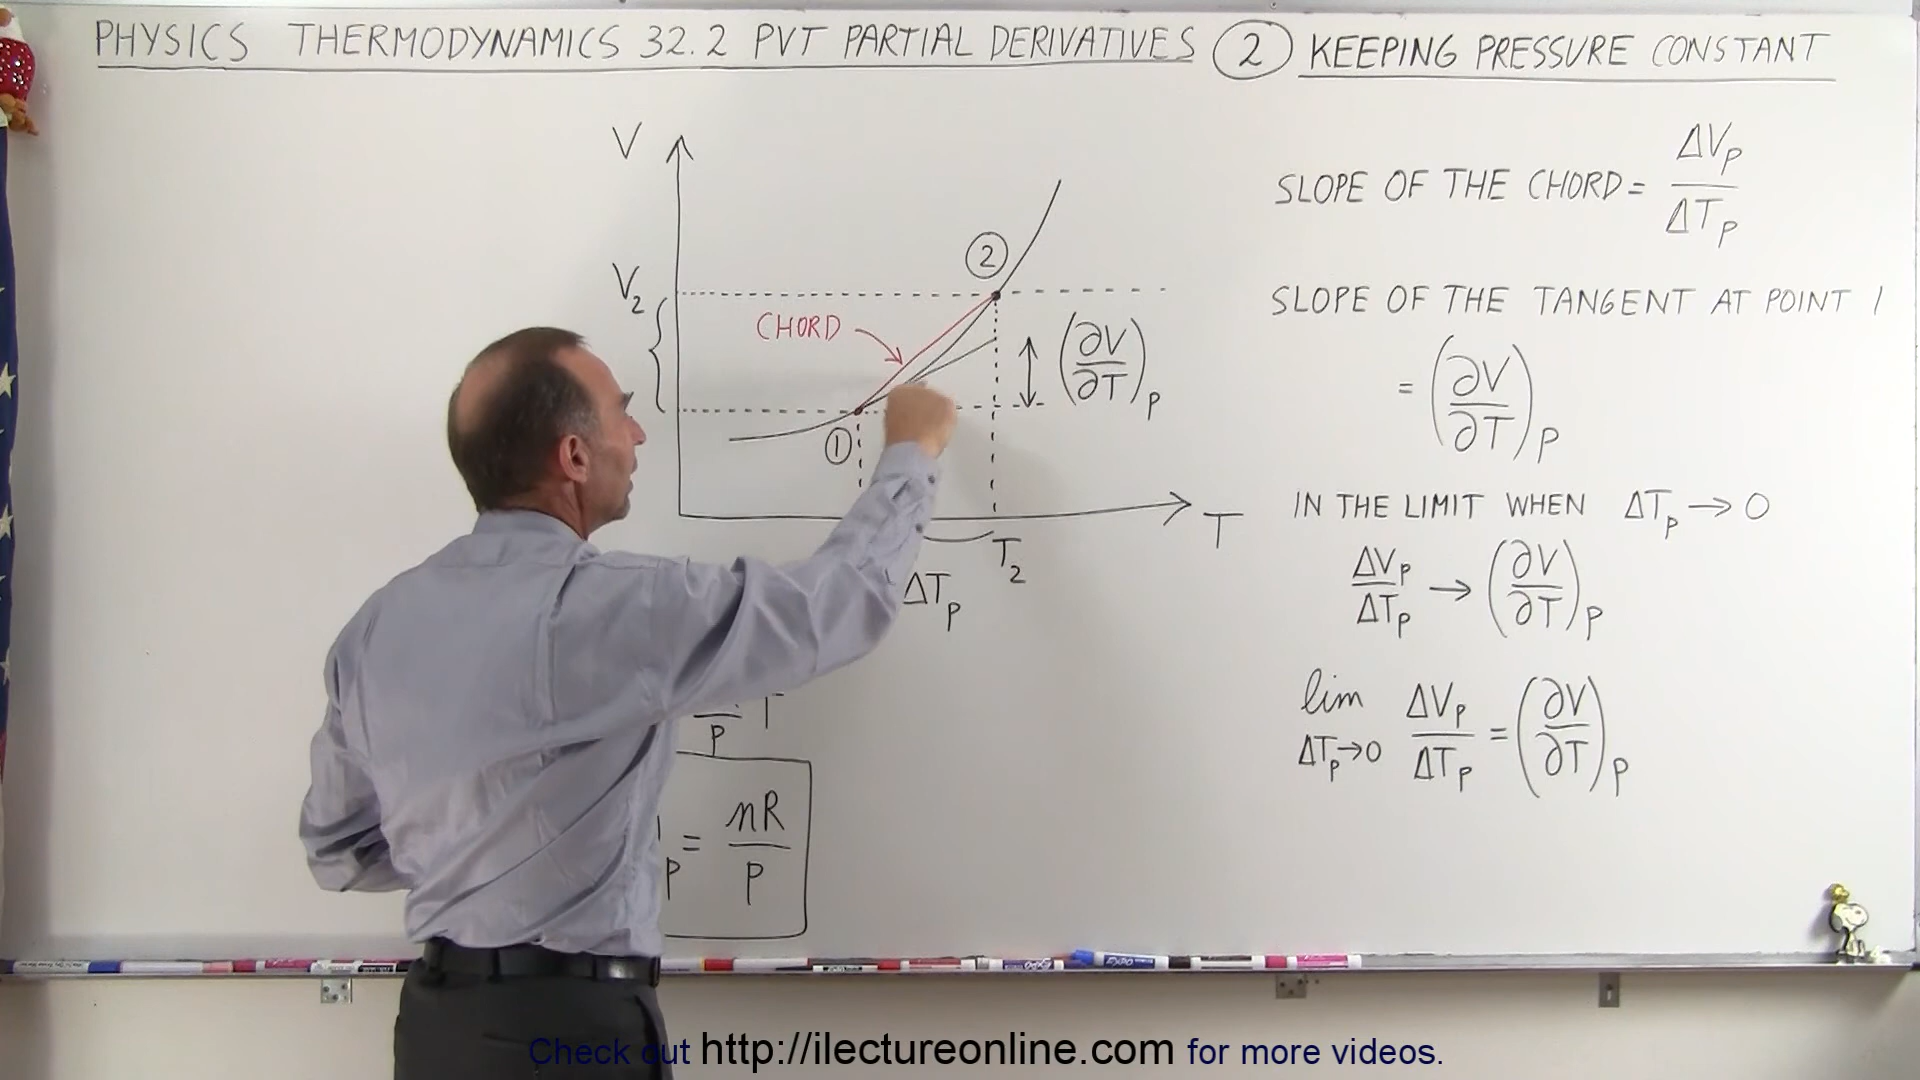 PHYSICS THERMODYNAMICS 32.2 PVT PARTIAL DERIVATIVES ② KEEPING PRESSURE CONSTANT
V
V₂
CHORD
②
①
(∂V/∂T)ₚ
T
T₂
ΔTₚ
T
P
P = nR/P
SLOPE OF THE CHORD = ΔVₚ/ΔTₚ
SLOPE OF THE TANGENT AT POINT 1
= (∂V/∂T)ₚ
IN THE LIMIT WHEN ΔTₚ → 0
ΔVₚ/ΔTₚ → (∂V/∂T)ₚ
lim ΔTₚ→0 ΔVₚ/ΔTₚ = (∂V/∂T)ₚ
EXPO
Check out http://ilectureonline.com for more videos.